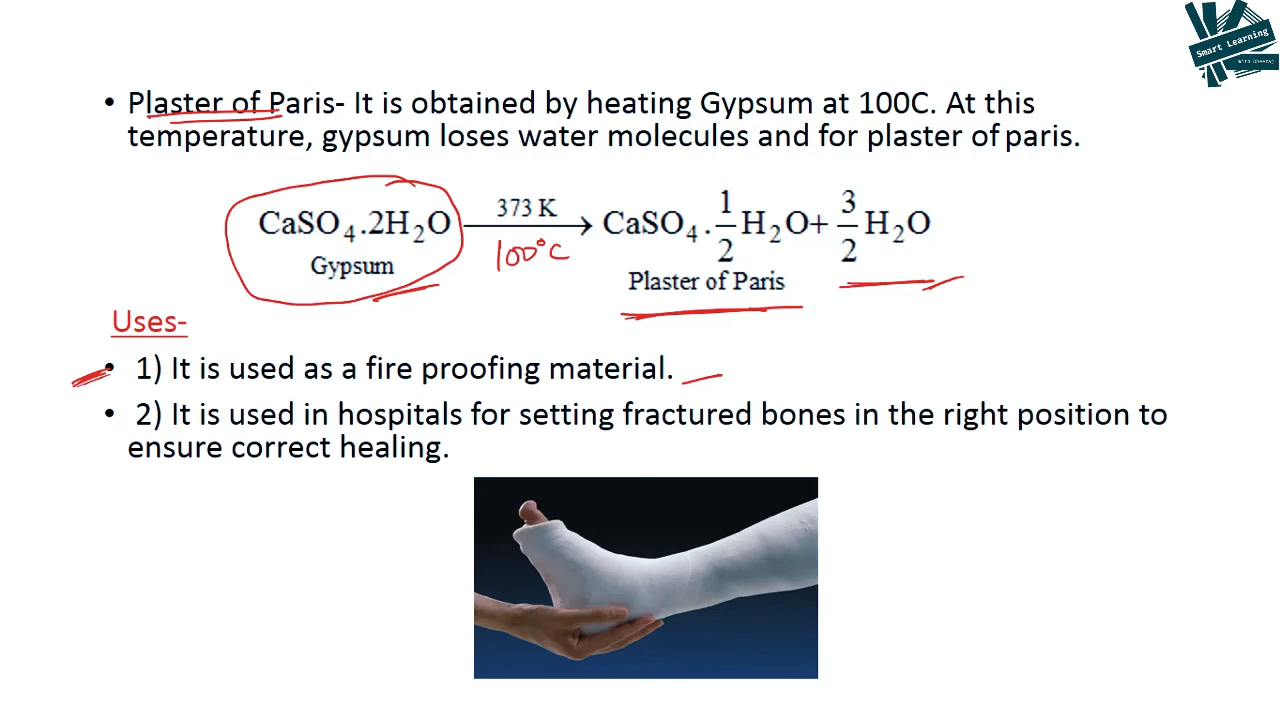 Smart Learning
With Dheeraj
• Plaster of Paris- It is obtained by heating Gypsum at 100C. At this
temperature, gypsum loses water molecules and for plaster of paris.
CaSO₄.2H₂O 373 K → CaSO₄.1/2H₂O+ 3/2H₂O
100°C
Gypsum
Plaster of Paris
Uses-
• 1) It is used as a fire proofing material.
• 2) It is used in hospitals for setting fractured bones in the right position to
ensure correct healing.